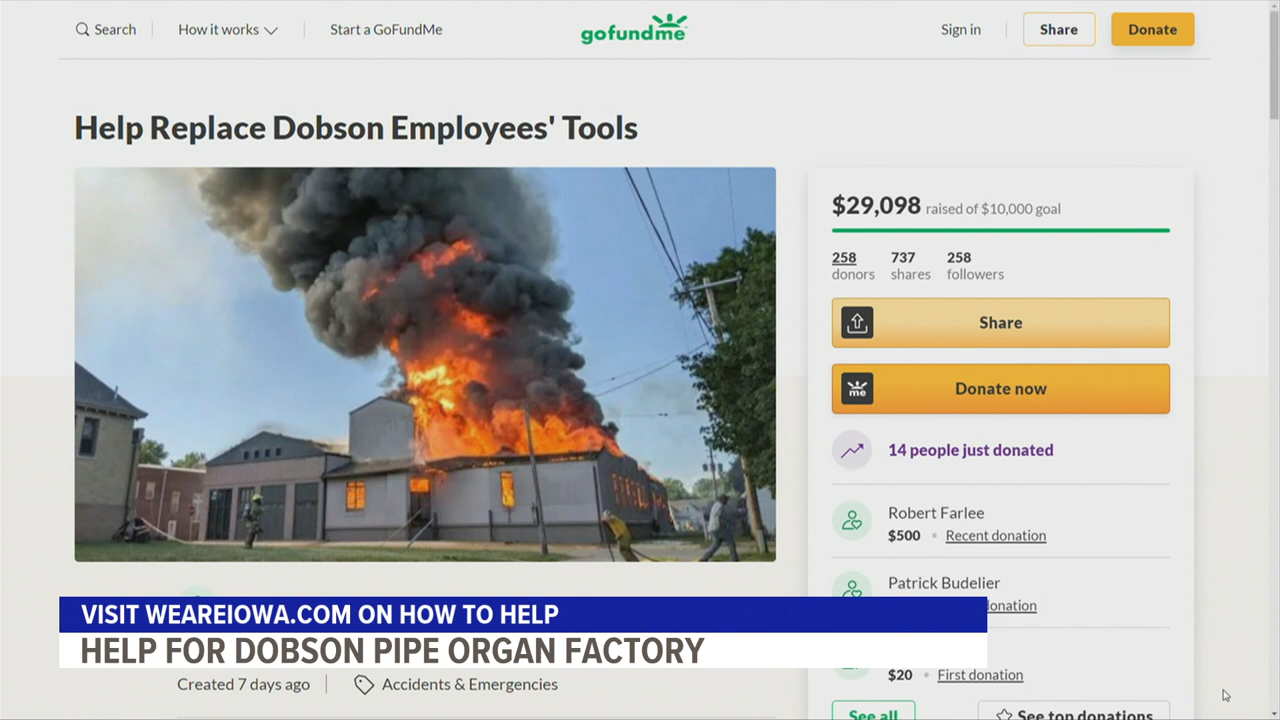 Search
How it works
Start a GoFundMe
gofundme
Sign in
Share
Donate
Help Replace Dobson Employees' Tools
$29,098 raised of $10,000 goal
258 737 258
donors shares followers
Share
me Donate now
14 people just donated
Robert Farlee
$500 • Recent donation
Patrick Budelier
onation
$20 • First donation
See all
See top donations
VISIT WEAREIOWA.COM ON HOW TO HELP
HELP FOR DOBSON PIPE ORGAN FACTORY
Created 7 days ago
Accidents & Emergencies